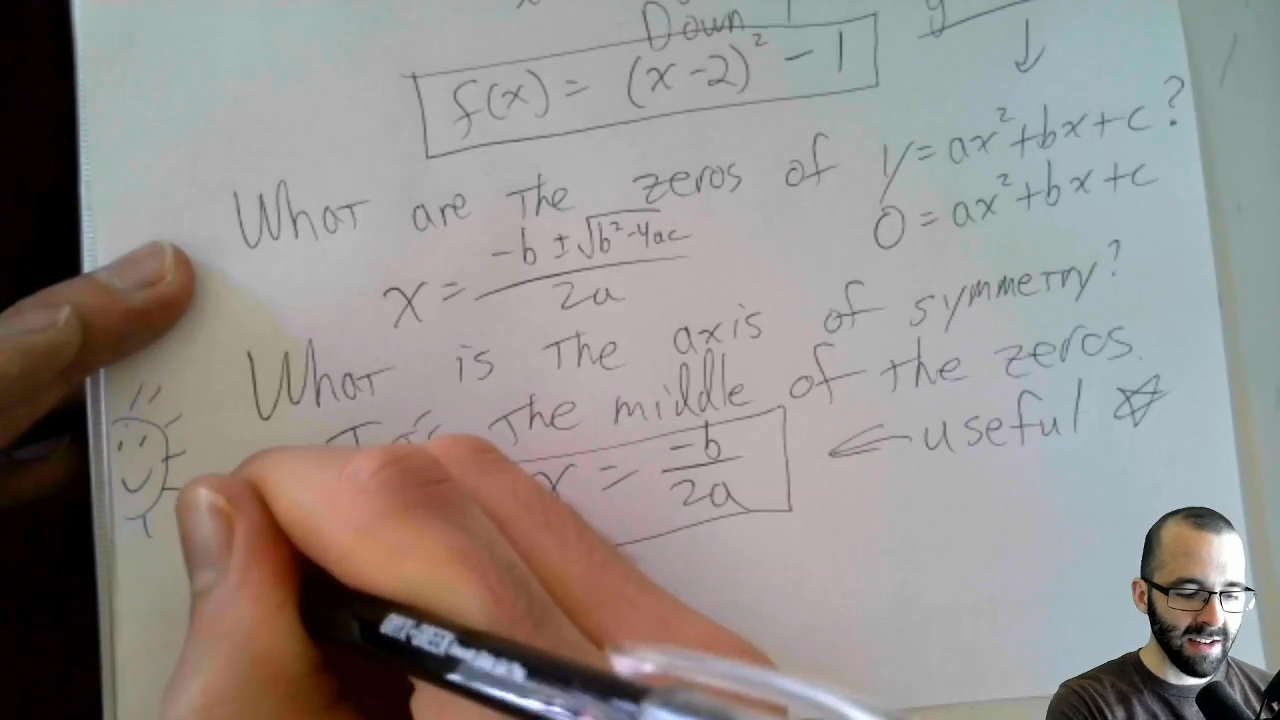 Down
f(x) = (x-2)² - 1
What are the zeros of y = ax²+bx+c?
0 = ax²+bx+c
x = -b ± √b²-4ac / 2a
What is the axis of symmetry?
the middle of the zeros.
x = -b / 2a ← useful ☆